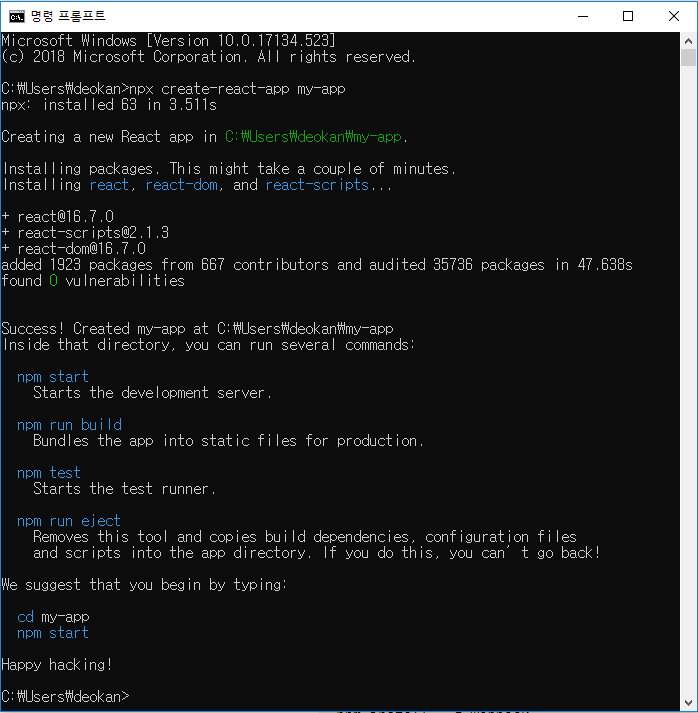 명령 프롬프트
Microsoft Windows [Version 10.0.17134.523]
(c) 2018 Microsoft Corporation. All rights reserved.
C:₩Users₩deokan>npx create-react-app my-app
npx: installed 63 in 3.511s
Creating a new React app in C:₩Users₩deokan₩my-app.
Installing packages. This might take a couple of minutes.
Installing react, react-dom, and react-scripts...
+ react@16.7.0
+ react-scripts@2.1.3
+ react-dom@16.7.0
added 1923 packages from 667 contributors and audited 35736 packages in 47.638s
found 0 vulnerabilities
Success! Created my-app at C:₩Users₩deokan₩my-app
Inside that directory, you can run several commands:
npm start
Starts the development server.
npm run build
Bundles the app into static files for production.
npm test
Starts the test runner.
npm run eject
Removes this tool and copies build dependencies, configuration files
and scripts into the app directory. If you do this, you can’t go back!
We suggest that you begin by typing:
cd my-app
npm start
Happy hacking!
C:₩Users₩deokan>